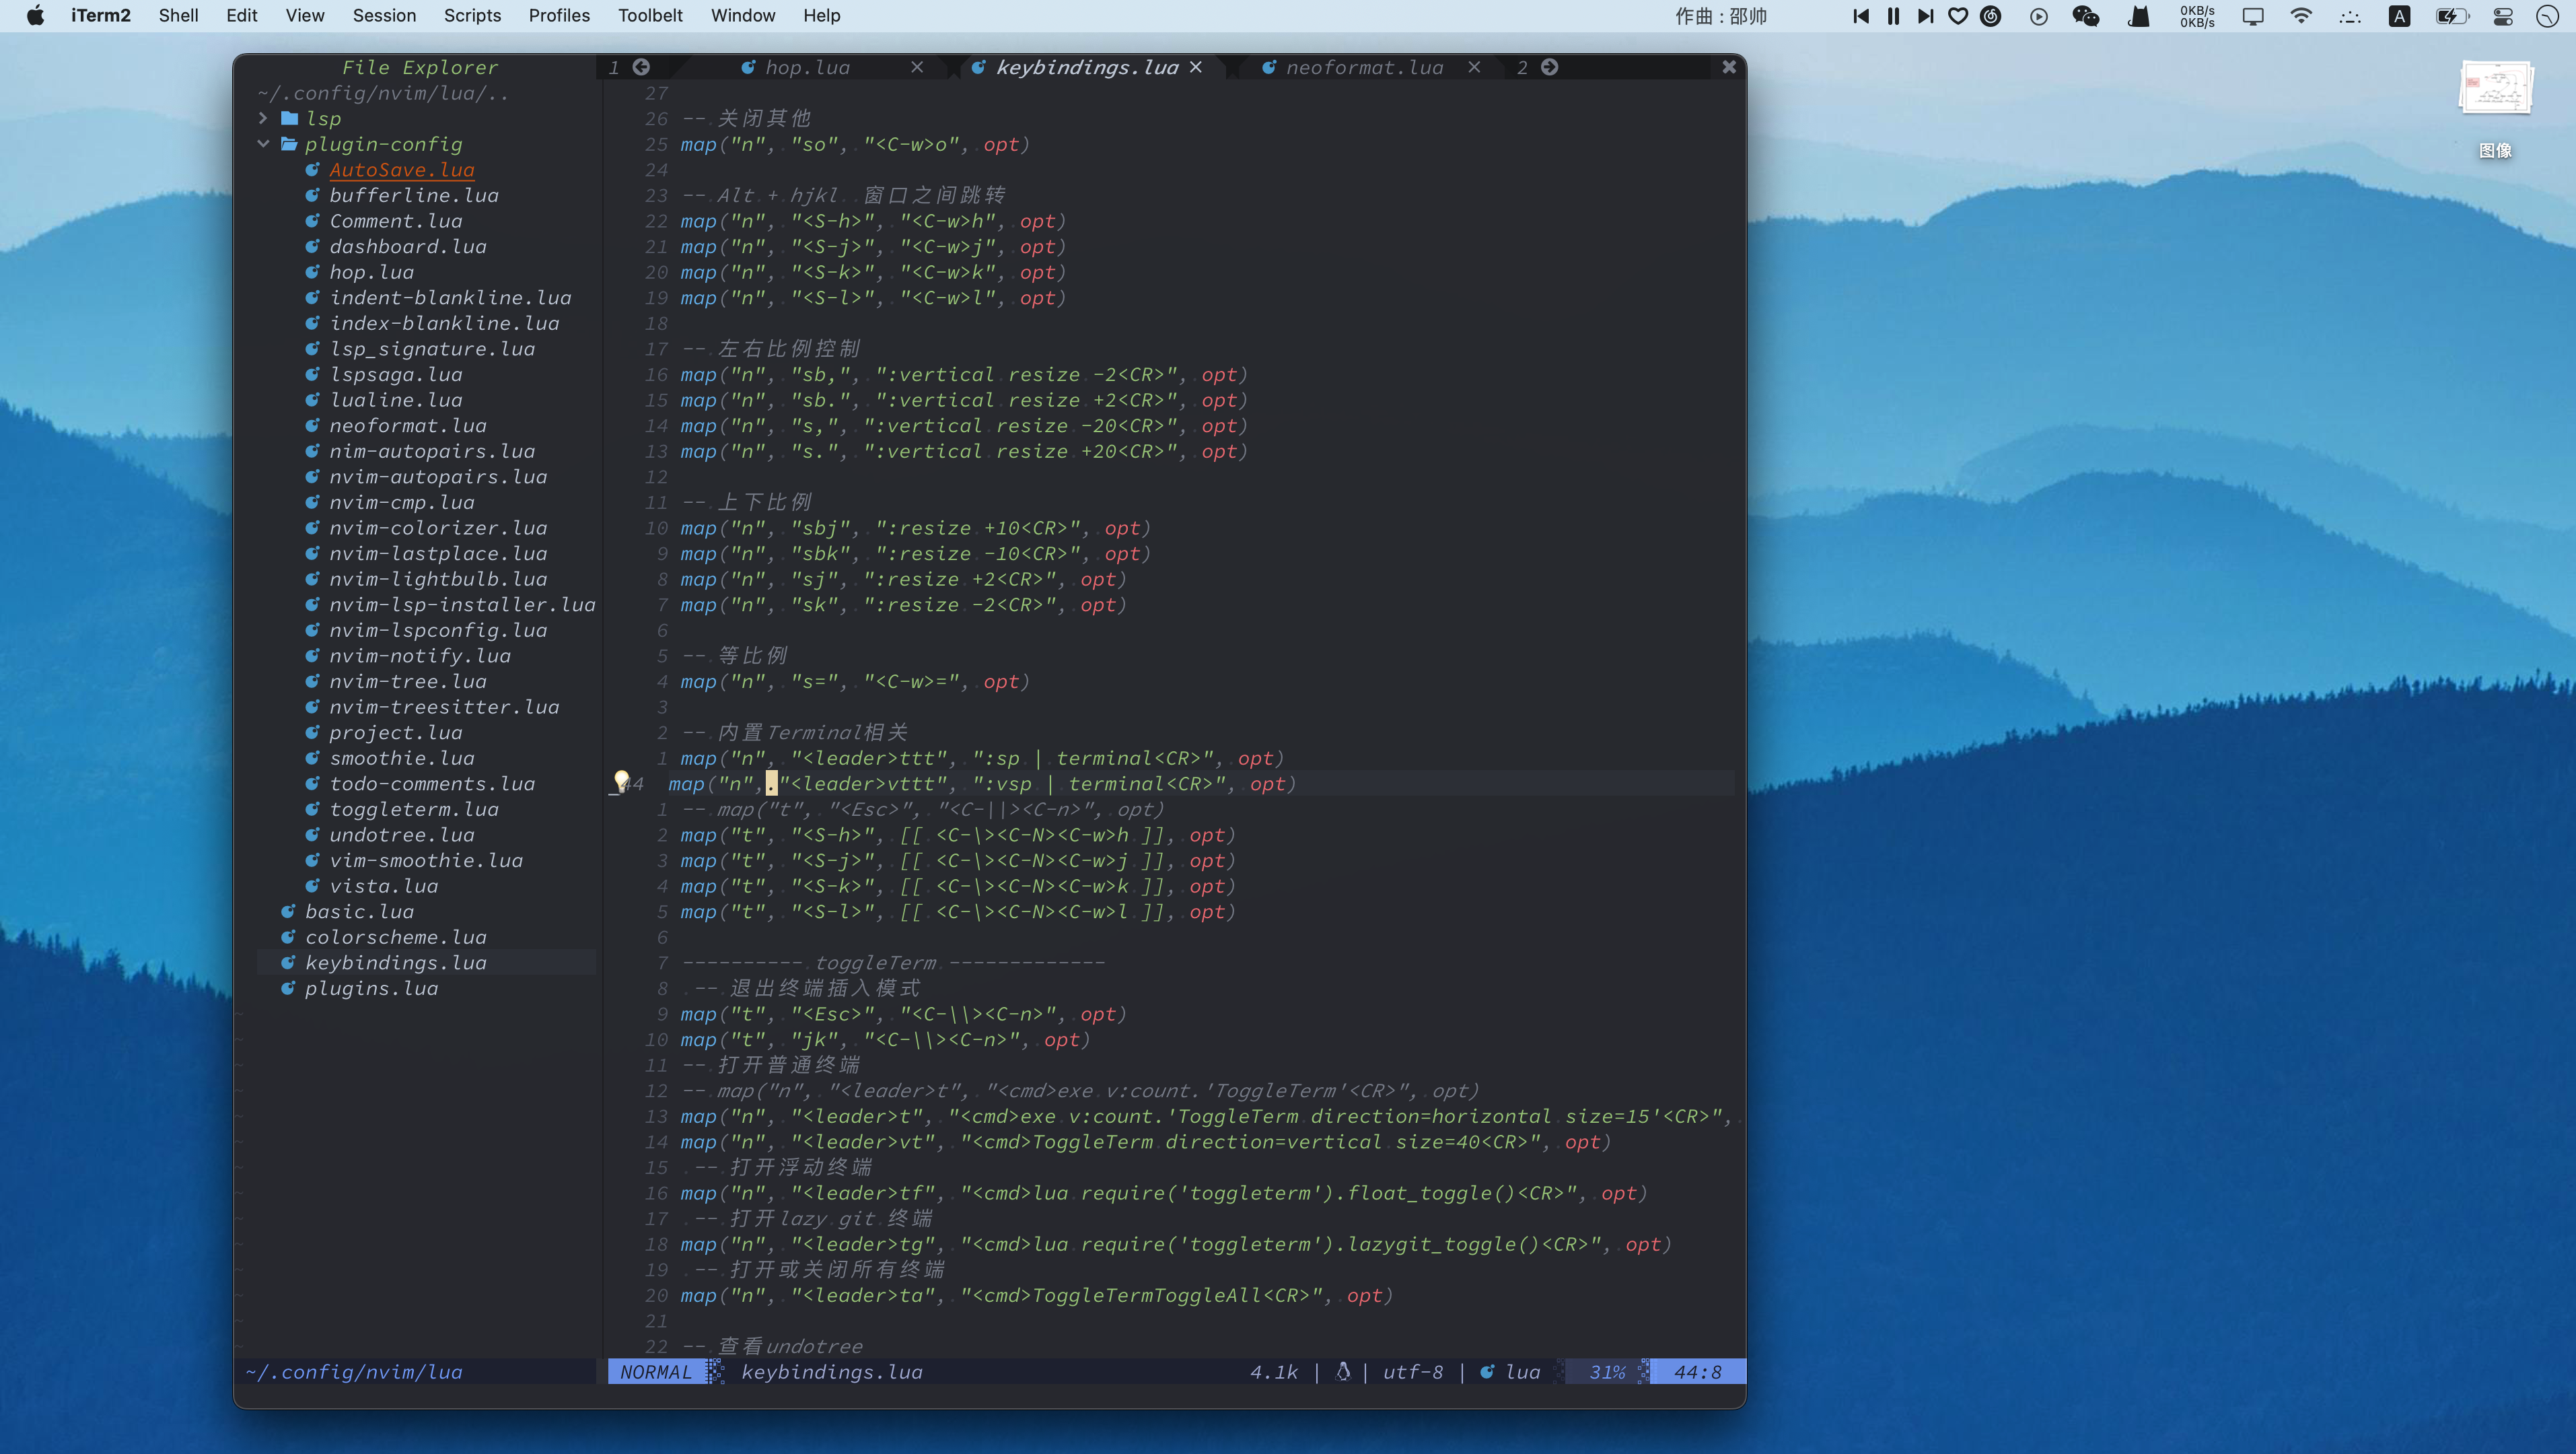 iTerm2 Shell Edit View Session Scripts Profiles Toolbelt Window Help 作曲 : 邵帅 0KB/s 0KB/s A
图像
File Explorer
~/.config/nvim/lua/..
lsp
plugin-config
AutoSave.lua
bufferline.lua
Comment.lua
dashboard.lua
hop.lua
indent-blankline.lua
index-blankline.lua
lsp_signature.lua
lspsaga.lua
lualine.lua
neoformat.lua
nim-autopairs.lua
nvim-autopairs.lua
nvim-cmp.lua
nvim-colorizer.lua
nvim-lastplace.lua
nvim-lightbulb.lua
nvim-lsp-installer.lua
nvim-lspconfig.lua
nvim-notify.lua
nvim-tree.lua
nvim-treesitter.lua
project.lua
smoothie.lua
todo-comments.lua
toggleterm.lua
undotree.lua
vim-smoothie.lua
vista.lua
basic.lua
colorscheme.lua
keybindings.lua
plugins.lua
~/.config/nvim/lua
1 hop.lua keybindings.lua neoformat.lua 2
27
26 -- 关闭其他
25 map("n", "so", "<C-w>o", opt)
24
23 -- Alt + hjkl 窗口之间跳转
22 map("n", "<S-h>", "<C-w>h", opt)
21 map("n", "<S-j>", "<C-w>j", opt)
20 map("n", "<S-k>", "<C-w>k", opt)
19 map("n", "<S-l>", "<C-w>l", opt)
18
17 -- 左右比例控制
16 map("n", "sb,", ":vertical resize -2<CR>", opt)
15 map("n", "sb.", ":vertical resize +2<CR>", opt)
14 map("n", "s,", ":vertical resize -20<CR>", opt)
13 map("n", "s.", ":vertical resize +20<CR>", opt)
12
11 -- 上下比例
10 map("n", "sbj", ":resize +10<CR>", opt)
9 map("n", "sbk", ":resize -10<CR>", opt)
8 map("n", "sj", ":resize +2<CR>", opt)
7 map("n", "sk", ":resize -2<CR>", opt)
6
5 -- 等比例
4 map("n", "s=", "<C-w>=", opt)
3
2 -- 内置Terminal相关
1 map("n", "<leader>ttt", ":sp | terminal<CR>", opt)
44 map("n", "<leader>vttt", ":vsp | terminal<CR>", opt)
1 -- map("t", "<Esc>", "<C-||><C-n>", opt)
2 map("t", "<S-h>", [[ <C-\><C-N><C-w>h ]], opt)
3 map("t", "<S-j>", [[ <C-\><C-N><C-w>j ]], opt)
4 map("t", "<S-k>", [[ <C-\><C-N><C-w>k ]], opt)
5 map("t", "<S-l>", [[ <C-\><C-N><C-w>l ]], opt)
6
7 ---------- toggleTerm -------------
8 -- 退出终端插入模式
9 map("t", "<Esc>", "<C-\\><C-n>", opt)
10 map("t", "jk", "<C-\\><C-n>", opt)
11 -- 打开普通终端
12 -- map("n", "<leader>t", "<cmd>exe v:count.'ToggleTerm'<CR>", opt)
13 map("n", "<leader>t", "<cmd>exe v:count.'ToggleTerm direction=horizontal size=15'<CR>",
14 map("n", "<leader>vt", "<cmd>ToggleTerm direction=vertical size=40<CR>", opt)
15 -- 打开浮动终端
16 map("n", "<leader>tf", "<cmd>lua require('toggleterm').float_toggle()<CR>", opt)
17 -- 打开lazy git 终端
18 map("n", "<leader>tg", "<cmd>lua require('toggleterm').lazygit_toggle()<CR>", opt)
19 -- 打开或关闭所有终端
20 map("n", "<leader>ta", "<cmd>ToggleTermToggleAll<CR>", opt)
21
22 -- 查看undotree
NORMAL keybindings.lua 4.1k | | utf-8 | lua 31% 44:8